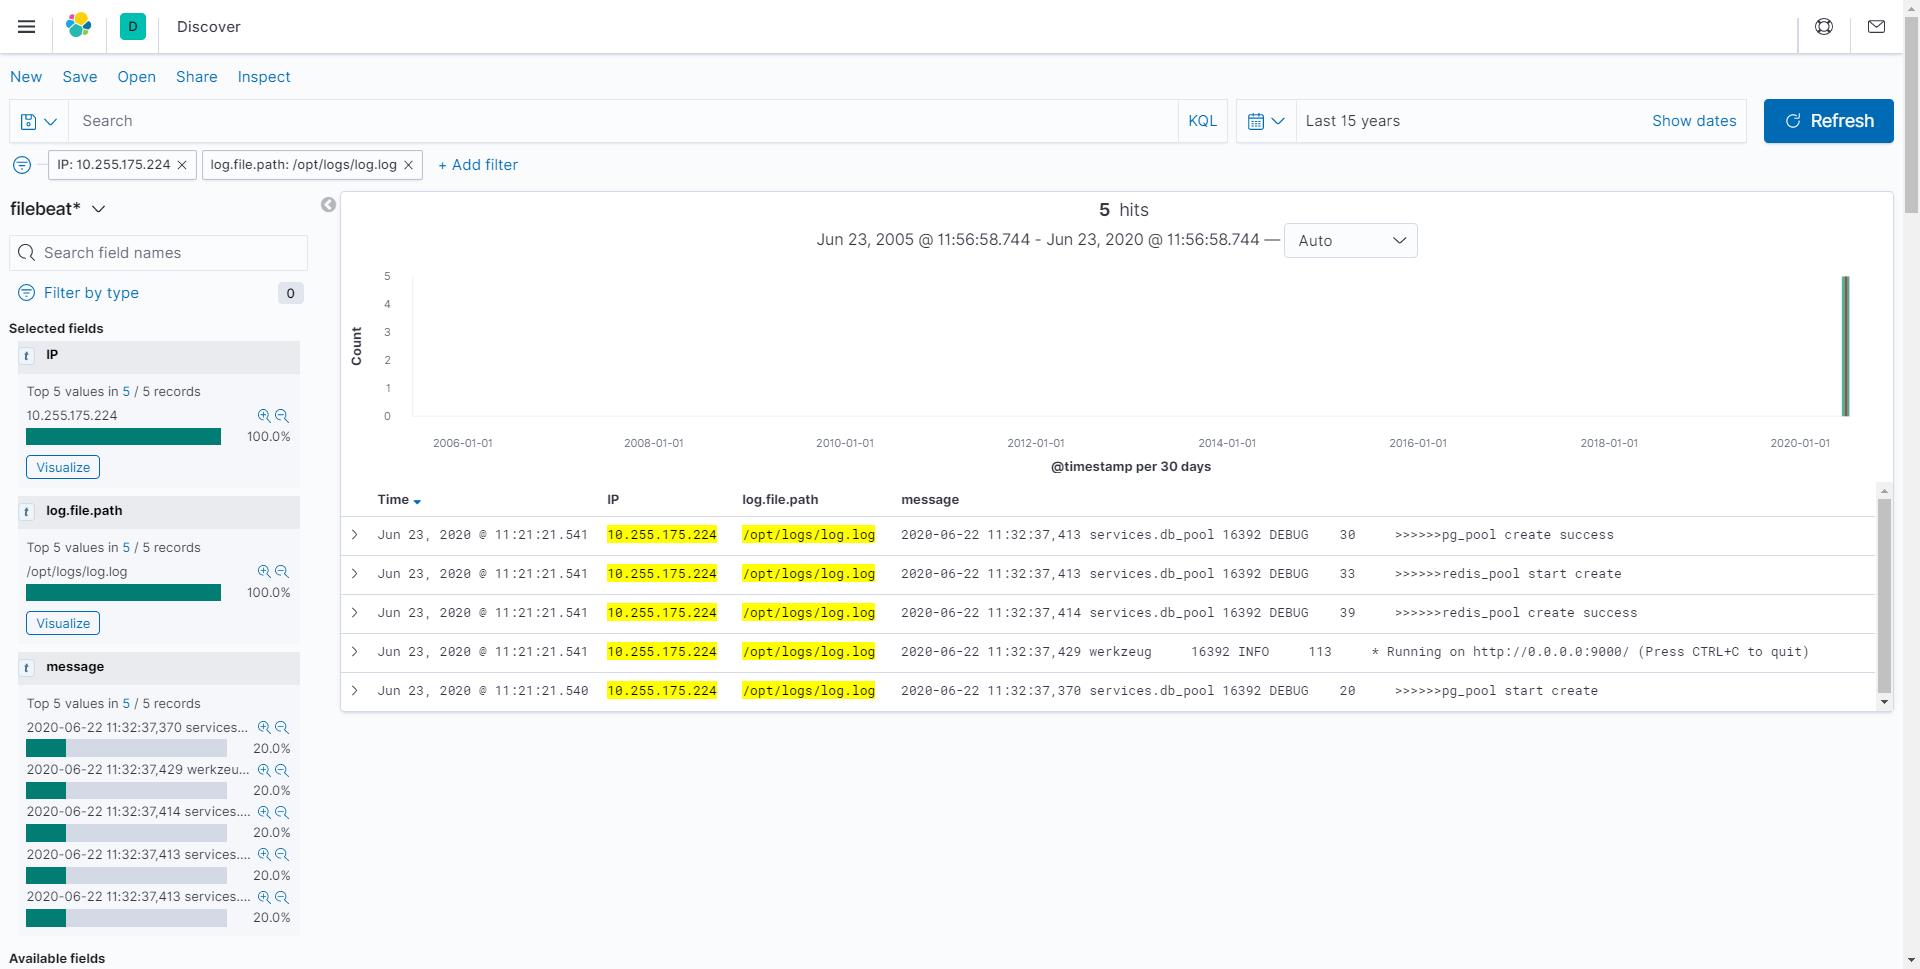 D Discover
New Save Open Share Inspect
Search KQL Last 15 years Show dates Refresh
IP: 10.255.175.224 × log.file.path: /opt/logs/log.log × + Add filter
filebeat*
Search field names
Filter by type 0
Selected fields
t IP
Top 5 values in 5 / 5 records
10.255.175.224
100.0%
Visualize
t log.file.path
Top 5 values in 5 / 5 records
/opt/logs/log.log
100.0%
Visualize
t message
Top 5 values in 5 / 5 records
2020-06-22 11:32:37,370 services...
20.0%
2020-06-22 11:32:37,429 werkzeu...
20.0%
2020-06-22 11:32:37,414 services....
20.0%
2020-06-22 11:32:37,413 services....
20.0%
2020-06-22 11:32:37,413 services....
20.0%
Available fields
5 hits
Jun 23, 2005 @ 11:56:58.744 - Jun 23, 2020 @ 11:56:58.744 — Auto
Count
5
4
3
2
1
0
2006-01-01 2008-01-01 2010-01-01 2012-01-01 2014-01-01 2016-01-01 2018-01-01 2020-01-01
@timestamp per 30 days
Time IP log.file.path message
Jun 23, 2020 @ 11:21:21.541 10.255.175.224 /opt/logs/log.log 2020-06-22 11:32:37,413 services.db_pool 16392 DEBUG 30 >>>>>>pg_pool create success
Jun 23, 2020 @ 11:21:21.541 10.255.175.224 /opt/logs/log.log 2020-06-22 11:32:37,413 services.db_pool 16392 DEBUG 33 >>>>>>redis_pool start create
Jun 23, 2020 @ 11:21:21.541 10.255.175.224 /opt/logs/log.log 2020-06-22 11:32:37,414 services.db_pool 16392 DEBUG 39 >>>>>>redis_pool create success
Jun 23, 2020 @ 11:21:21.541 10.255.175.224 /opt/logs/log.log 2020-06-22 11:32:37,429 werkzeug 16392 INFO 113 * Running on http://0.0.0.0:9000/ (Press CTRL+C to quit)
Jun 23, 2020 @ 11:21:21.540 10.255.175.224 /opt/logs/log.log 2020-06-22 11:32:37,370 services.db_pool 16392 DEBUG 20 >>>>>>pg_pool start create